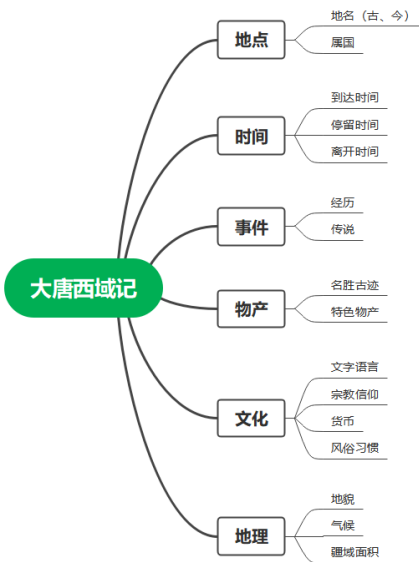 大唐西域记
地点
地名（古、今）
属国
时间
到达时间
停留时间
离开时间
事件
经历
传说
物产
名胜古迹
特色物产
文化
文字语言
宗教信仰
货币
风俗习惯
地理
地貌
气候
疆域面积